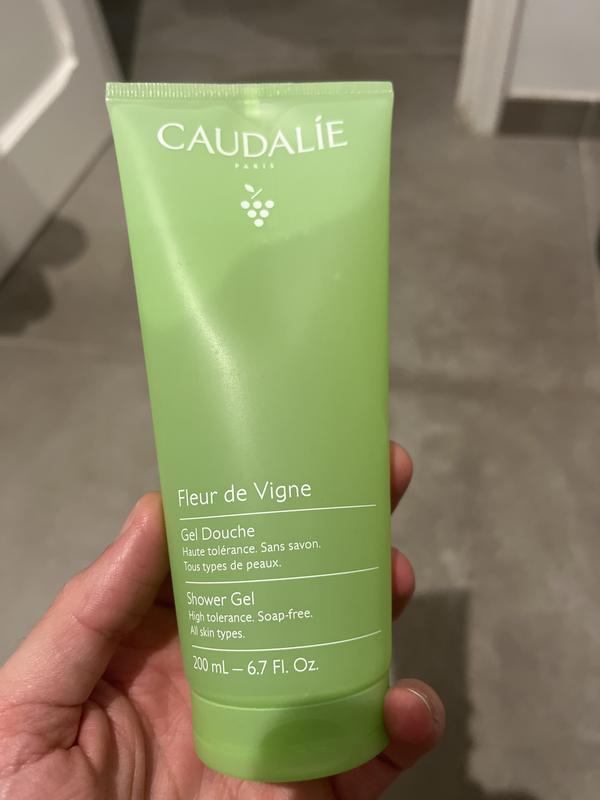 CAUDALÍE
PARIS
Fleur de Vigne
Gel Douche
Haute tolérance. Sans savon.
Tous types de peaux.
Shower Gel
High tolerance. Soap-free.
All skin types.
200 mL – 6.7 Fl. Oz.